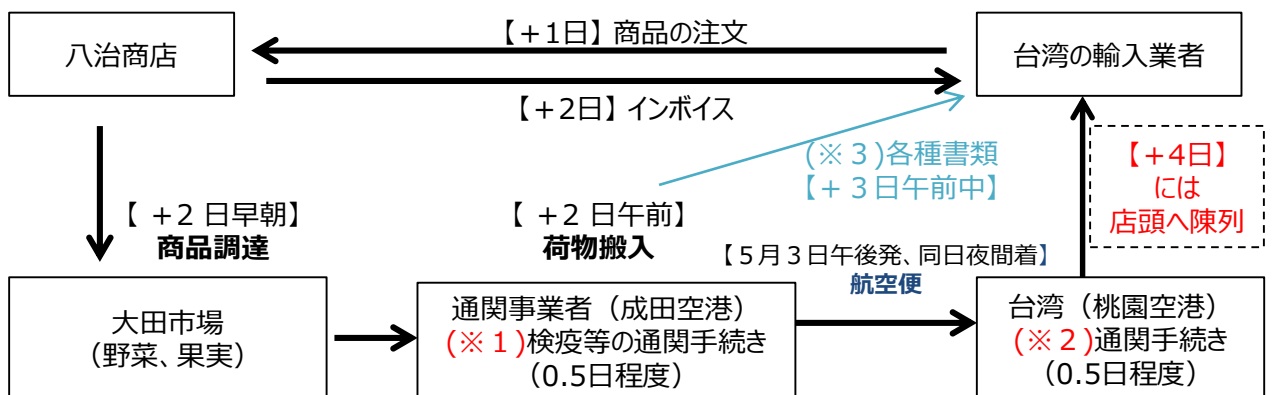 八治商店
【+1日】 商品の注文
台湾の輸入業者
【+2日】 インボイス
(※3)各種書類
【+3日午前中】
【+4日】
には
店頭へ陳列
【 +2 日早朝】
商品調達
【 +2 日午前】
荷物搬入
【5月3日午後発、同日夜間着】
航空便
大田市場
(野菜、果実)
通関事業者(成田空港)
(※1)検疫等の通関手続き
(0.5日程度)
台湾(桃園空港)
(※2)通関手続き
(0.5日程度)